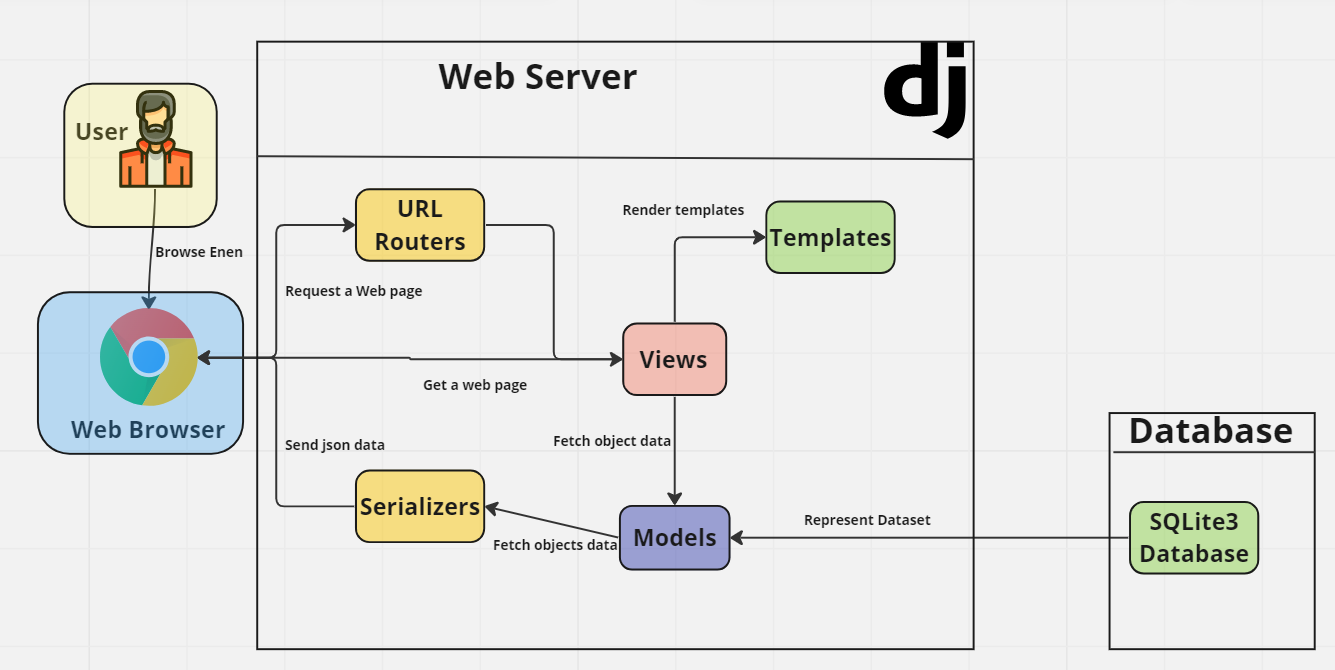 Web Server
dj
User
Browse Enen
Web Browser
URL
Routers
Request a Web page
Render templates
Templates
Views
Get a web page
Fetch object data
Send json data
Serializers
Fetch objects data
Models
Represent Dataset
Database
SQLite3
Database